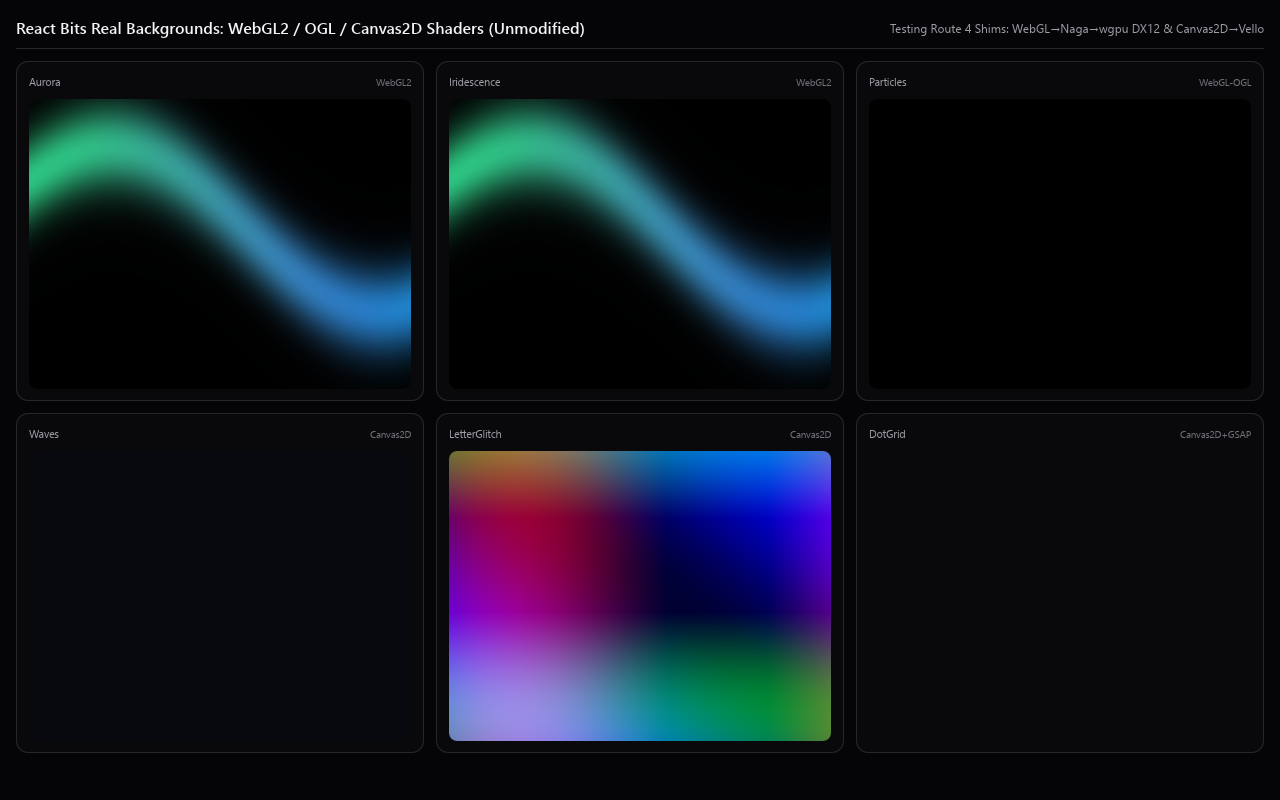 React Bits Real Backgrounds: WebGL2 / OGL / Canvas2D Shaders (Unmodified)
Testing Route 4 Shims: WebGL→Naga→wgpu DX12 & Canvas2D→Vello
Aurora
WebGL2
Iridescence
WebGL2
Particles
WebGL-OGL
Waves
Canvas2D
LetterGlitch
Canvas2D
DotGrid
Canvas2D+GSAP